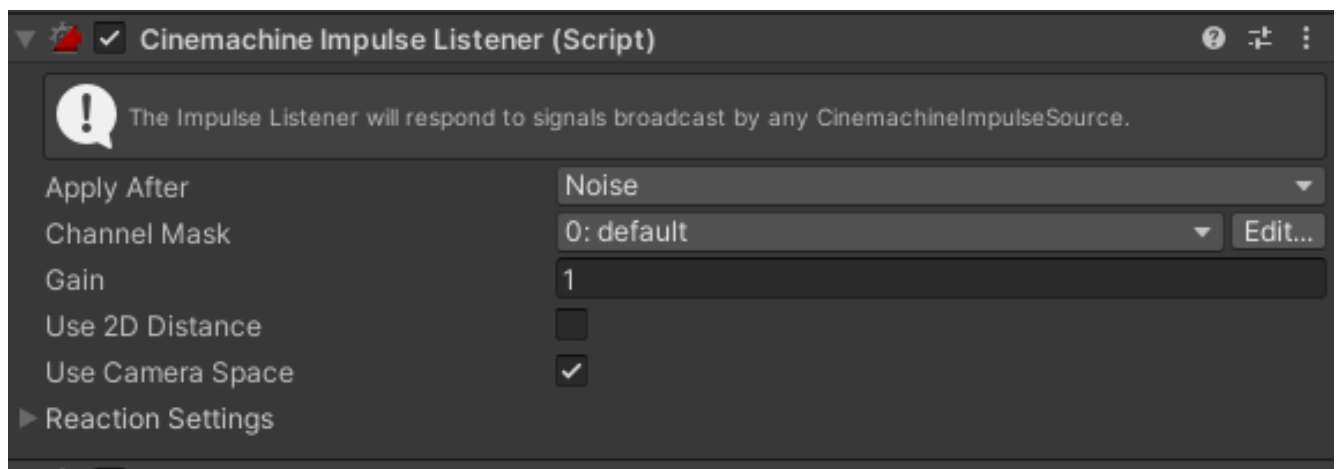 Cinemachine Impulse Listener (Script)
The Impulse Listener will respond to signals broadcast by any CinemachineImpulseSource.
Apply After Noise
Channel Mask 0: default Edit...
Gain 1
Use 2D Distance
Use Camera Space
Reaction Settings